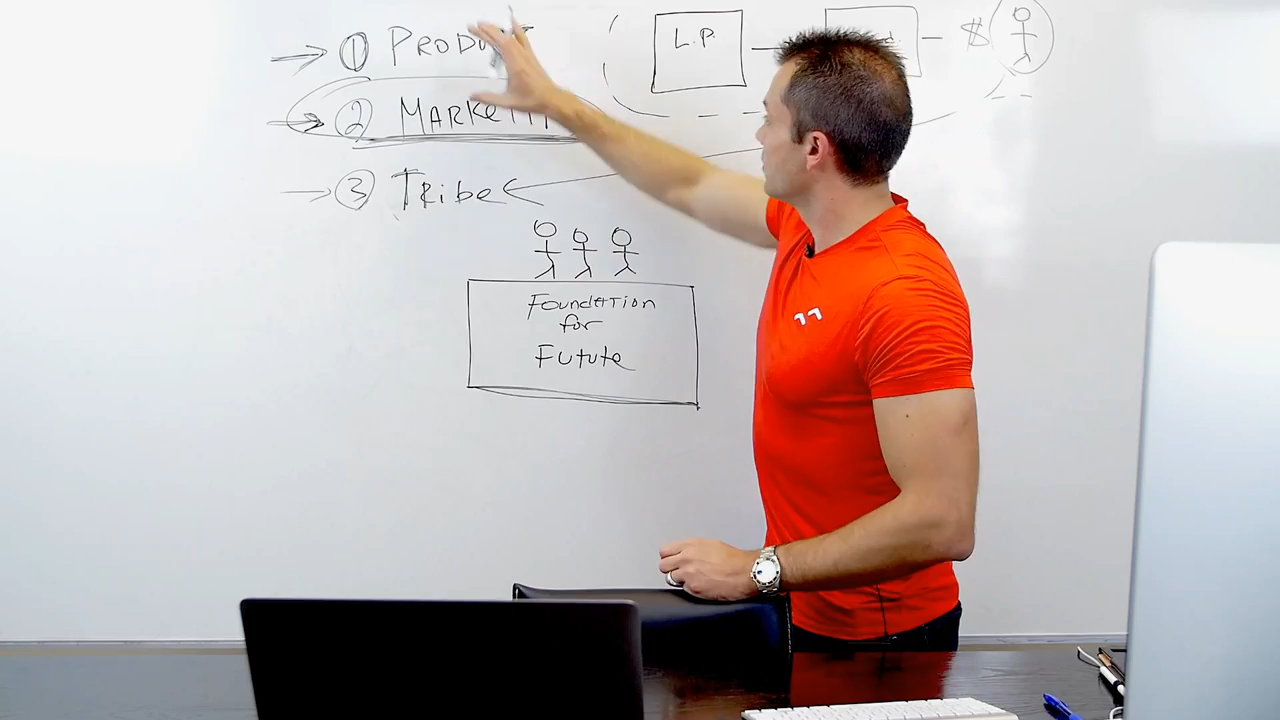 ① PRODU
② MARKETI
③ Tribe
L.P.
$
Foundation
for
Future